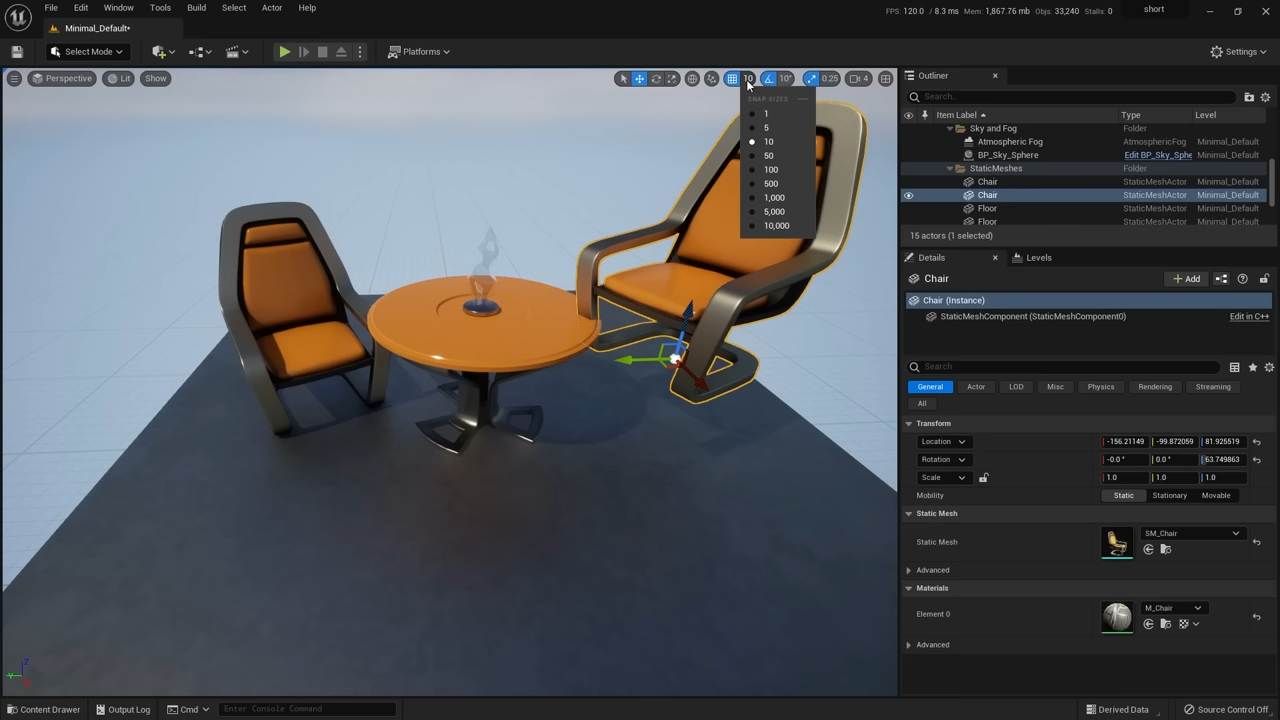 File Edit Window Tools Build Select Actor Help
FPS: 120.0 / 8.3 ms Mem: 1,867.76 mb Objs: 33,240 Stalls: 0 short
Minimal_Default•
Select Mode Platforms Settings
Perspective Lit Show 10 10° 0.25 4
SNAP SIZES
1
5
10
50
100
500
1,000
5,000
10,000
Outliner
Search...
Item Label Type Level
Sky and Fog Folder
Atmospheric Fog AtmosphericFog Minimal_Default
BP_Sky_Sphere Edit BP_Sky_Sphe Minimal_Default
StaticMeshes Folder
Chair StaticMeshActor Minimal_Default
Chair StaticMeshActor Minimal_Default
Floor StaticMeshActor Minimal_Default
Floor StaticMeshActor Minimal_Default
15 actors (1 selected)
Details Levels
Chair Add
Chair (Instance)
StaticMeshComponent (StaticMeshComponent0) Edit in C++
Search
General Actor LOD Misc Physics Rendering Streaming
All
Transform
Location -156.21149 -99.872059 81.925519
Rotation -0.0 ° 0.0 ° 63.749863
Scale 1.0 1.0 1.0
Mobility Static Stationary Movable
Static Mesh
Static Mesh SM_Chair
Advanced
Materials
Element 0 M_Chair
Advanced
Z
Y
Content Drawer Output Log Cmd Enter Console Command Derived Data Source Control Off